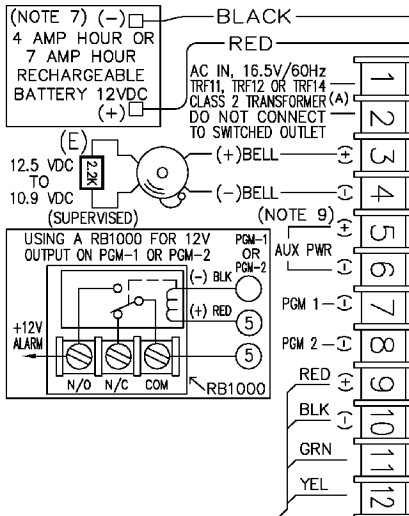 (NOTE 7) (-)
4 AMP HOUR OR
7 AMP HOUR
RECHARGEABLE
BATTERY 12VDC
(+)
BLACK
RED
AC IN, 16.5V/60Hz
TRF11, TRF12 OR TRF14
CLASS 2 TRANSFORMER (A)
DO NOT CONNECT
TO SWITCHED OUTLET
1
2
(E)
2.2K
12.5 VDC
TO
10.9 VDC
(SUPERVISED)
(+)BELL (+) 3
(-)BELL (-) 4
(NOTE 9) (+) 5
AUX PWR
(-) 6
PGM 1 (-) 7
PGM 2 (-) 8
RED (+) 9
BLK (-) 10
GRN 11
YEL 12
USING A RB1000 FOR 12V
OUTPUT ON PGM-1 OR PGM-2
PGM-1
OR
PGM-2
(-) BLK
(+) RED
5
+12V
ALARM
5
N/O N/C COM
RB1000